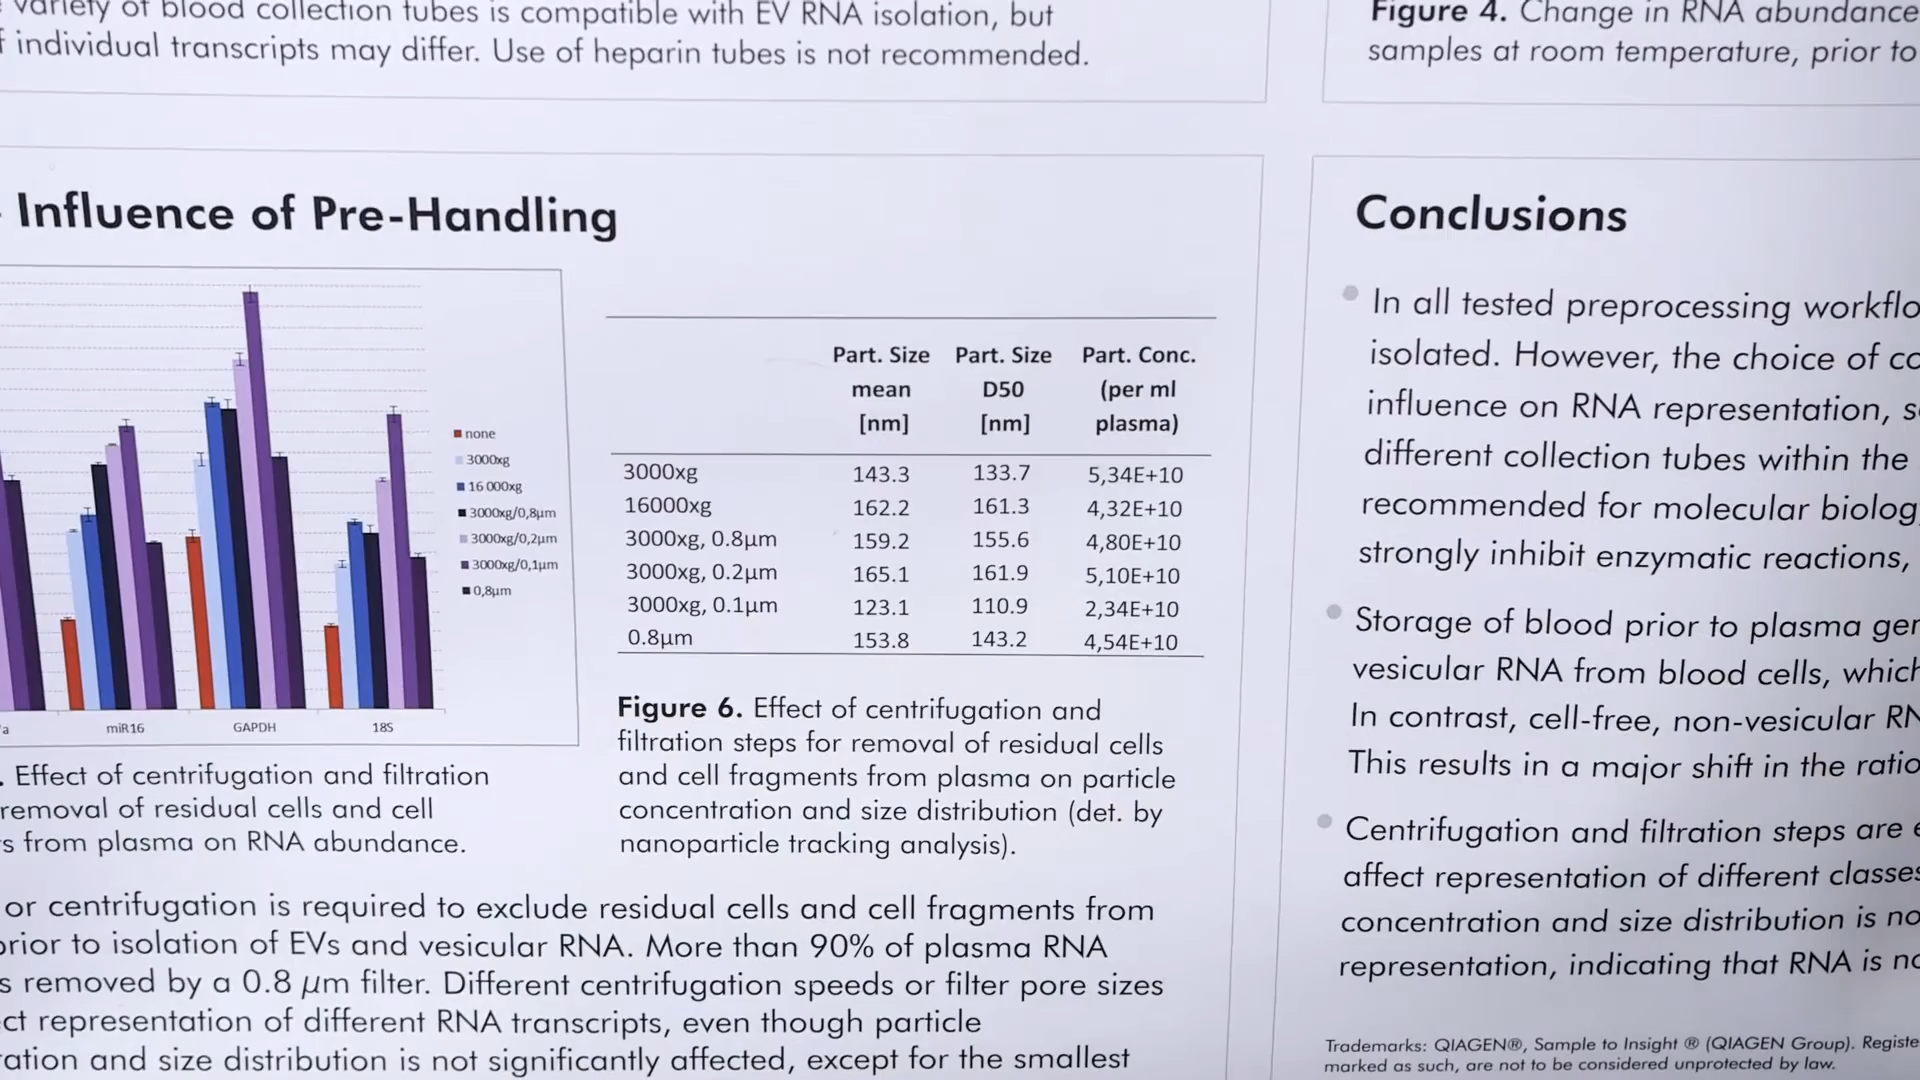 variety of blood collection tubes is compatible with EV RNA isolation, but
individual transcripts may differ. Use of heparin tubes is not recommended.
Figure 4. Change in RNA abundance
samples at room temperature, prior to
Influence of Pre-Handling
none
3000xg
16 000xg
3000xg/0,8µm
3000xg/0,2µm
3000xg/0,1µm
0,8µm
miR16 GAPDH 18S
Effect of centrifugation and filtration
removal of residual cells and cell
from plasma on RNA abundance.
Part. Size Part. Size Part. Conc.
mean D50 (per ml
[nm] [nm] plasma)
3000xg 143.3 133.7 5,34E+10
16000xg 162.2 161.3 4,32E+10
3000xg, 0.8µm 159.2 155.6 4,80E+10
3000xg, 0.2µm 165.1 161.9 5,10E+10
3000xg, 0.1µm 123.1 110.9 2,34E+10
0.8µm 153.8 143.2 4,54E+10
Figure 6. Effect of centrifugation and
filtration steps for removal of residual cells
and cell fragments from plasma on particle
concentration and size distribution (det. by
nanoparticle tracking analysis).
or centrifugation is required to exclude residual cells and cell fragments from
prior to isolation of EVs and vesicular RNA. More than 90% of plasma RNA
s removed by a 0.8 µm filter. Different centrifugation speeds or filter pore sizes
ct representation of different RNA transcripts, even though particle
ration and size distribution is not significantly affected, except for the smallest
Conclusions
In all tested preprocessing workflo
isolated. However, the choice of co
influence on RNA representation, s
different collection tubes within the
recommended for molecular biolog
strongly inhibit enzymatic reactions,
Storage of blood prior to plasma ger
vesicular RNA from blood cells, which
In contrast, cell-free, non-vesicular RN
This results in a major shift in the ratio
Centrifugation and filtration steps are e
affect representation of different classes
concentration and size distribution is no
representation, indicating that RNA is no
Trademarks: QIAGEN®, Sample to Insight ® (QIAGEN Group). Registe
marked as such, are not to be considered unprotected by law.